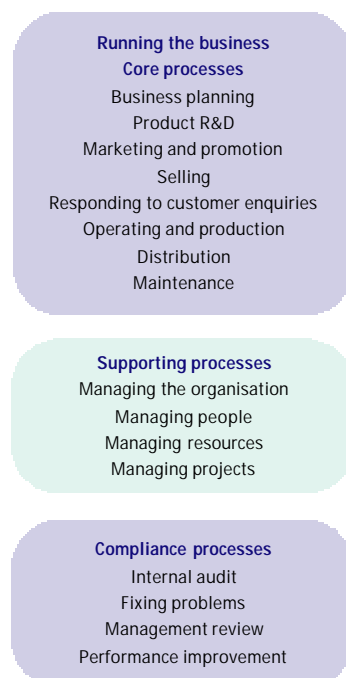 Running the business
Core processes
Business planning
Product R&D
Marketing and promotion
Selling
Responding to customer enquiries
Operating and production
Distribution
Maintenance
Supporting processes
Managing the organisation
Managing people
Managing resources
Managing projects
Compliance processes
Internal audit
Fixing problems
Management review
Performance improvement